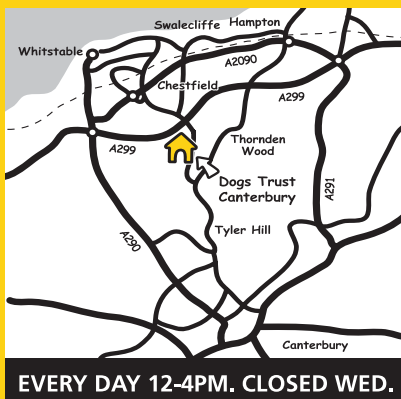 Swalecliffe
Hampton
Whitstable
A2090
Chestfield
A299
A299
Thornden
Wood
Dogs Trust
Canterbury
A291
Tyler Hill
A290
Canterbury
EVERY DAY 12-4PM. CLOSED WED.